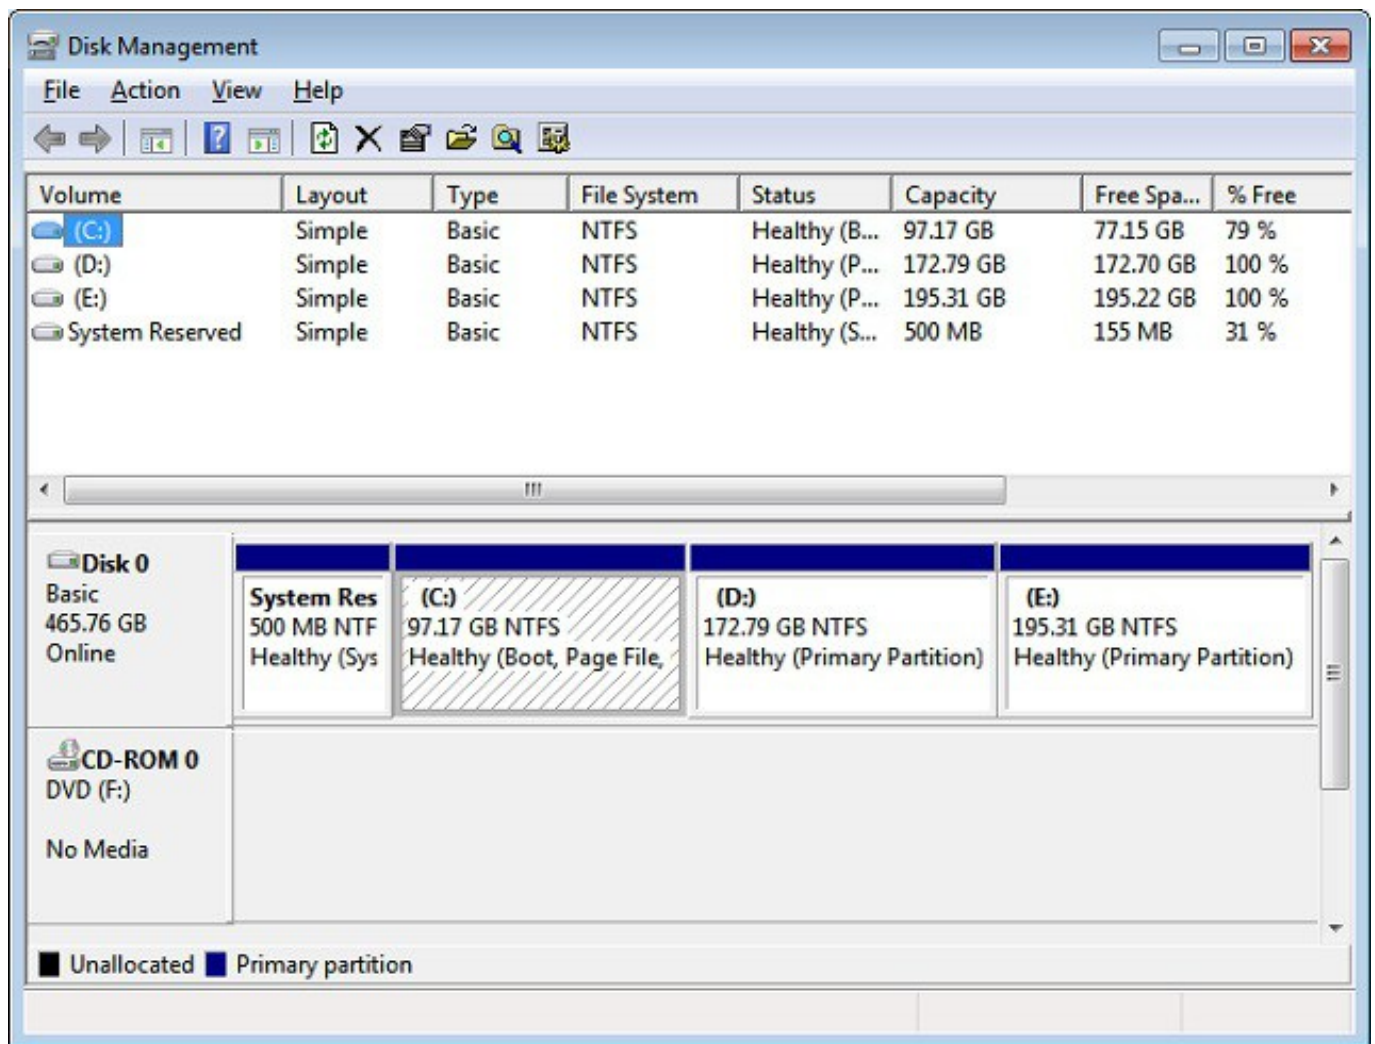 Disk Management
File Action View Help
Volume Layout Type File System Status Capacity Free Spa... % Free
(C:) Simple Basic NTFS Healthy (B... 97.17 GB 77.15 GB 79 %
(D:) Simple Basic NTFS Healthy (P... 172.79 GB 172.70 GB 100 %
(E:) Simple Basic NTFS Healthy (P... 195.31 GB 195.22 GB 100 %
System Reserved Simple Basic NTFS Healthy (S... 500 MB 155 MB 31 %
Disk 0
Basic
465.76 GB
Online
System Res
500 MB NTF
Healthy (Sys
(C:)
97.17 GB NTFS
Healthy (Boot, Page File,
(D:)
172.79 GB NTFS
Healthy (Primary Partition)
(E:)
195.31 GB NTFS
Healthy (Primary Partition)
CD-ROM 0
DVD (F:)
No Media
Unallocated Primary partition